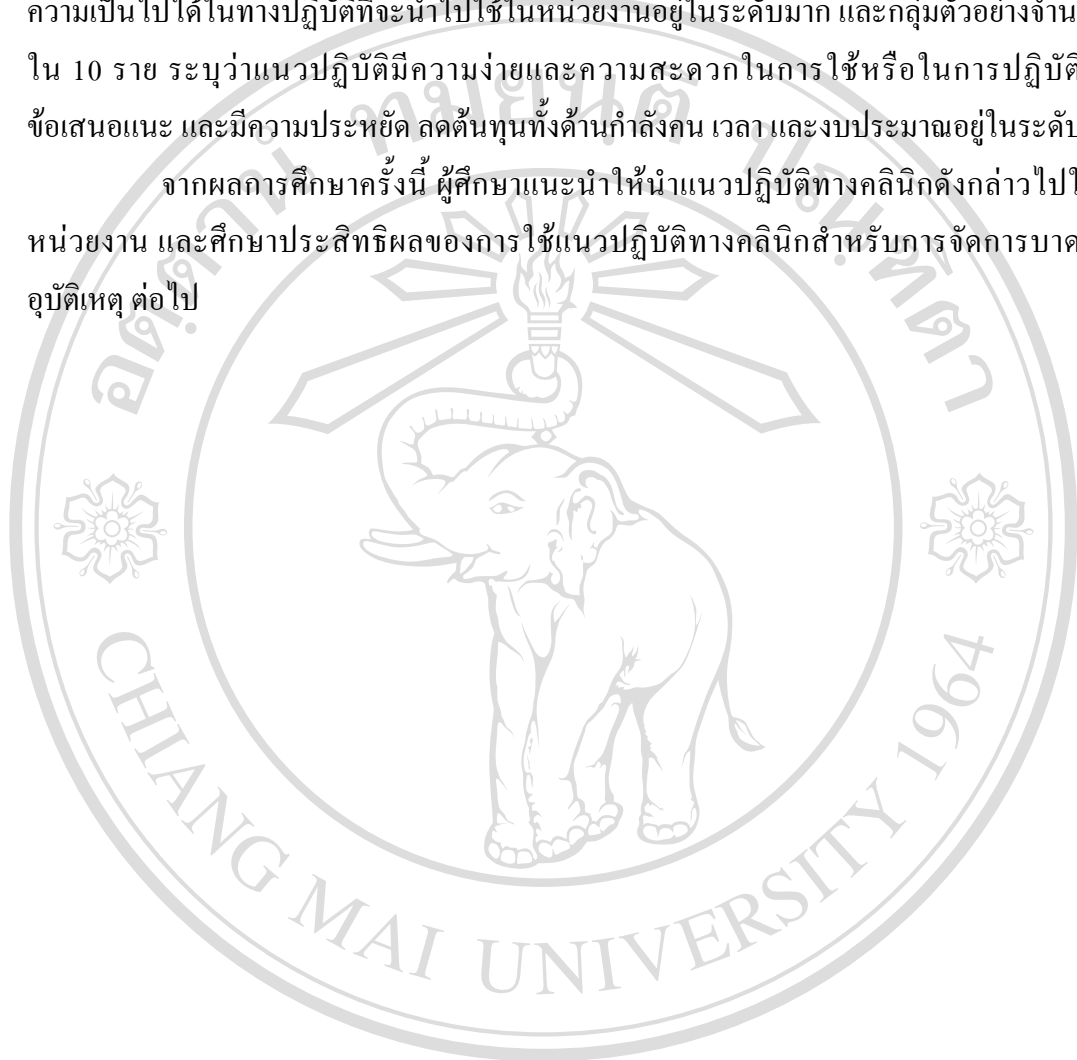 ความเป็นไปได้ในทางปฏิบัติที่จะนำไปใช้ในหน่วยงานอยู่ในระดับมาก และกลุ่มตัวอย่างจำน
ใน 10 ราย ระบุว่าแนวปฏิบัติมีความง่ายและความสะดวกในการใช้หรือในการปฏิบัติ
ข้อเสนอแนะ และมีความประหยัด ลดต้นทุนทั้งด้านกำลังคน เวลา และงบประมาณอยู่ในระดับ
จากผลการศึกษาครั้งนี้ ผู้ศึกษาแนะนำให้นำแนวปฏิบัติทางคลินิกดังกล่าวไปใ
หน่วยงาน และศึกษาประสิทธิผลของการใช้แนวปฏิบัติทางคลินิกสำหรับการจัดการบาด
อุบัติเหตุ ต่อไป
อตฺตานํ ทมยนฺติ ปณฺฑิตา
CHIANG MAI UNIVERSITY 1964